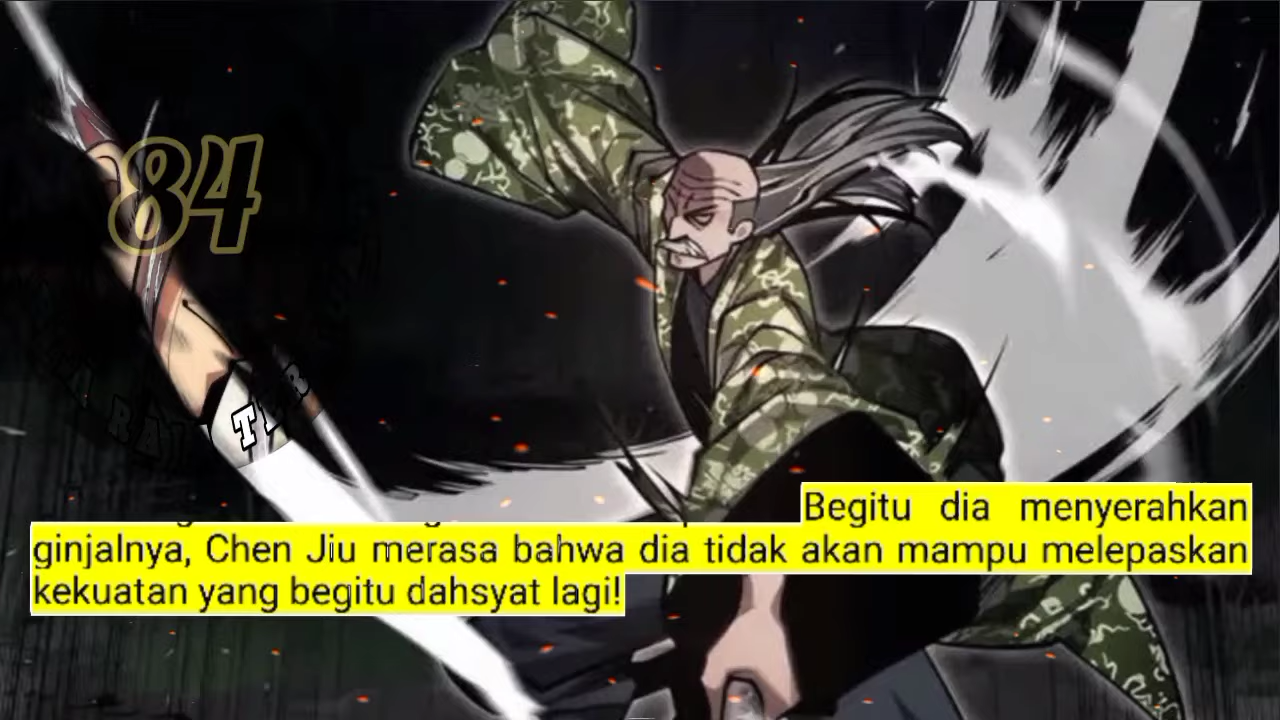 84
Begitu dia menyerahkan
ginjalnya, Chen Jiu merasa bahwa dia tidak akan mampu melepaskan
kekuatan yang begitu dahsyat lagi!